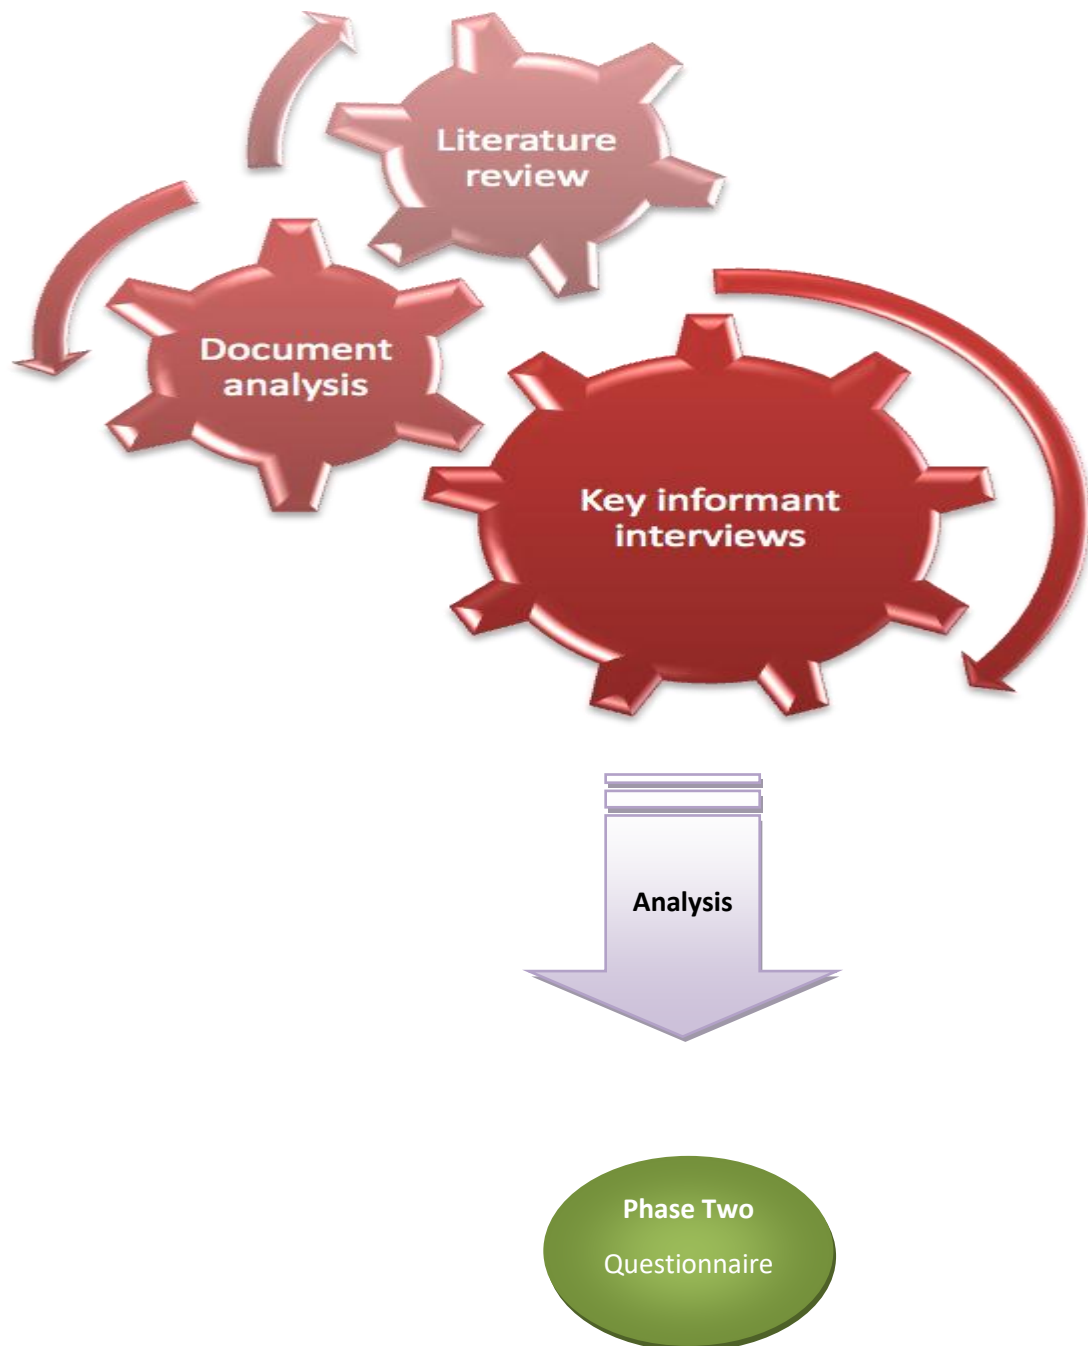 Literature
review
Document
analysis
Key informant
interviews
Analysis
Phase Two
Questionnaire